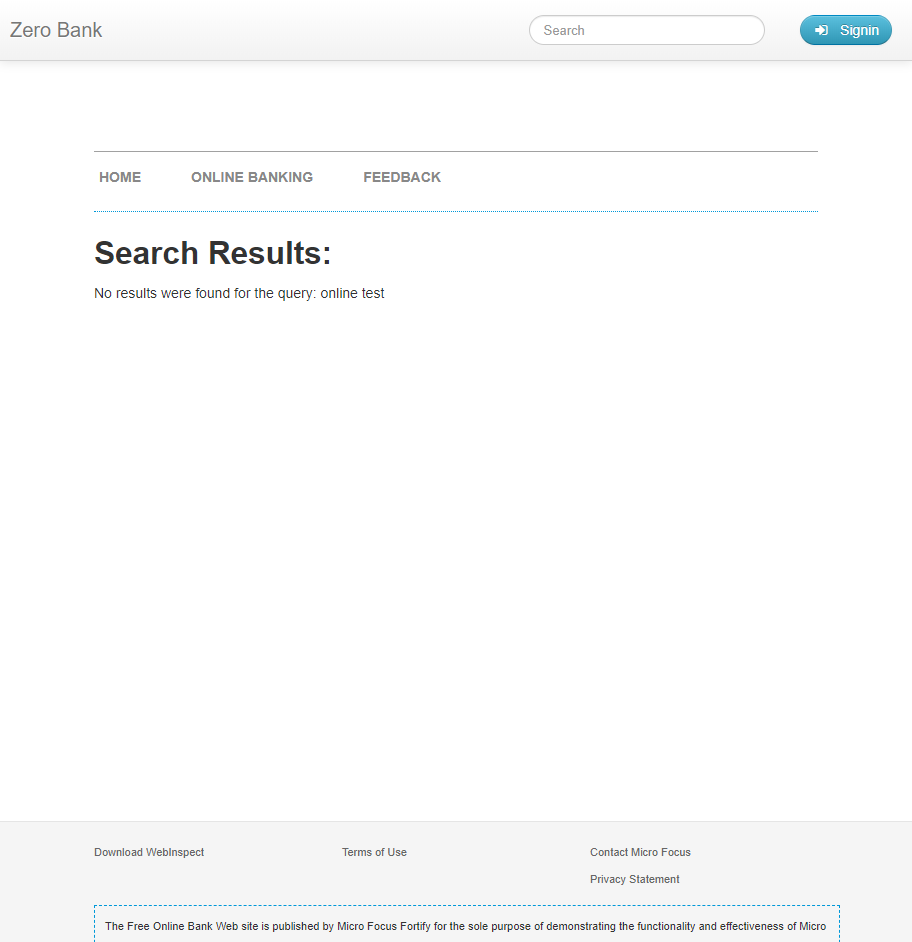 Zero Bank
Search
Signin
HOME
ONLINE BANKING
FEEDBACK
Search Results:
No results were found for the query: online test
Download WebInspect
Terms of Use
Contact Micro Focus
Privacy Statement
The Free Online Bank Web site is published by Micro Focus Fortify for the sole purpose of demonstrating the functionality and effectiveness of Micro